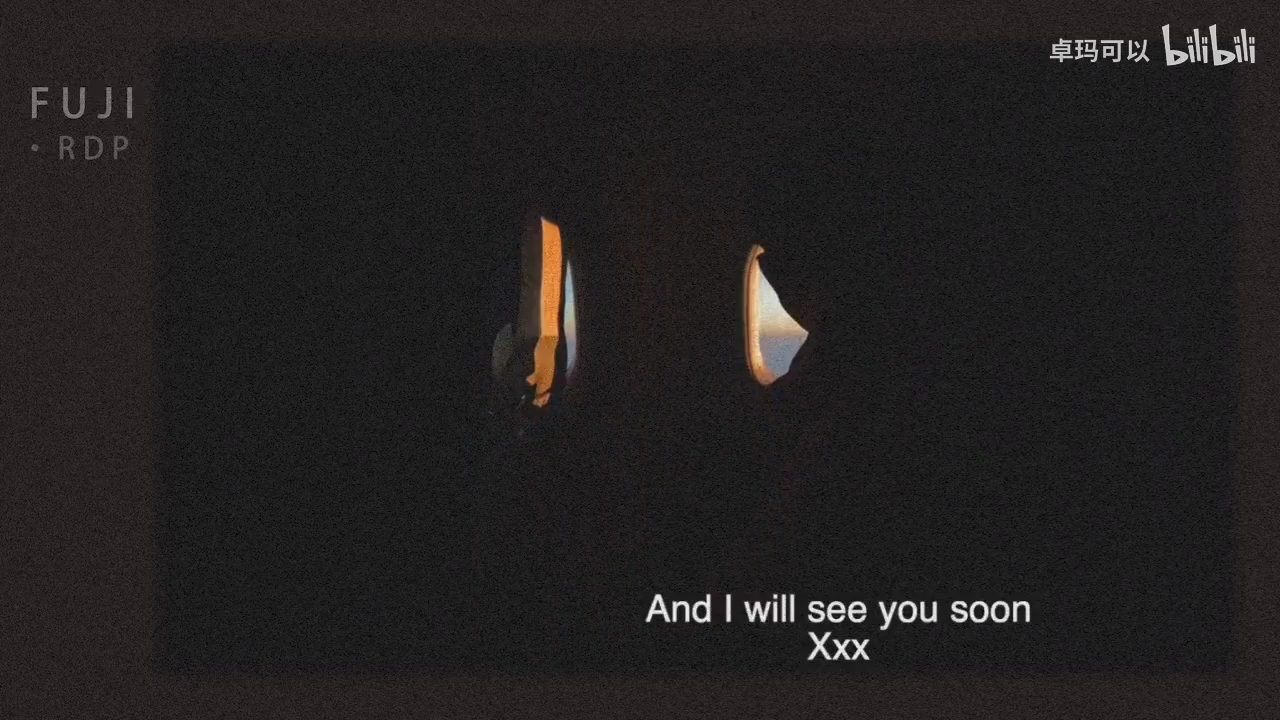 卓玛可以 bilibili
FUJI
• RDP
And I will see you soon
Xxx